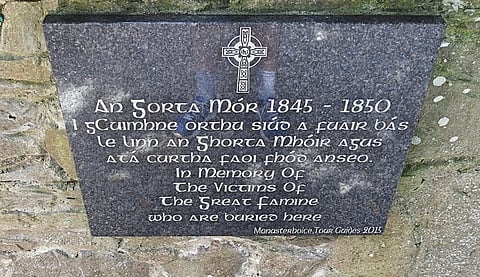 An Gorta Mór 1845 - 1850
I gCuimhne orthu siúd a fuair bás
le linn an Ghorta Mhóir agus
atá curtha faoi fhód anseo.
In Memory Of
The Victims Of
The Great Famine
who are buried here
Monasterboice Tour Guides 2015